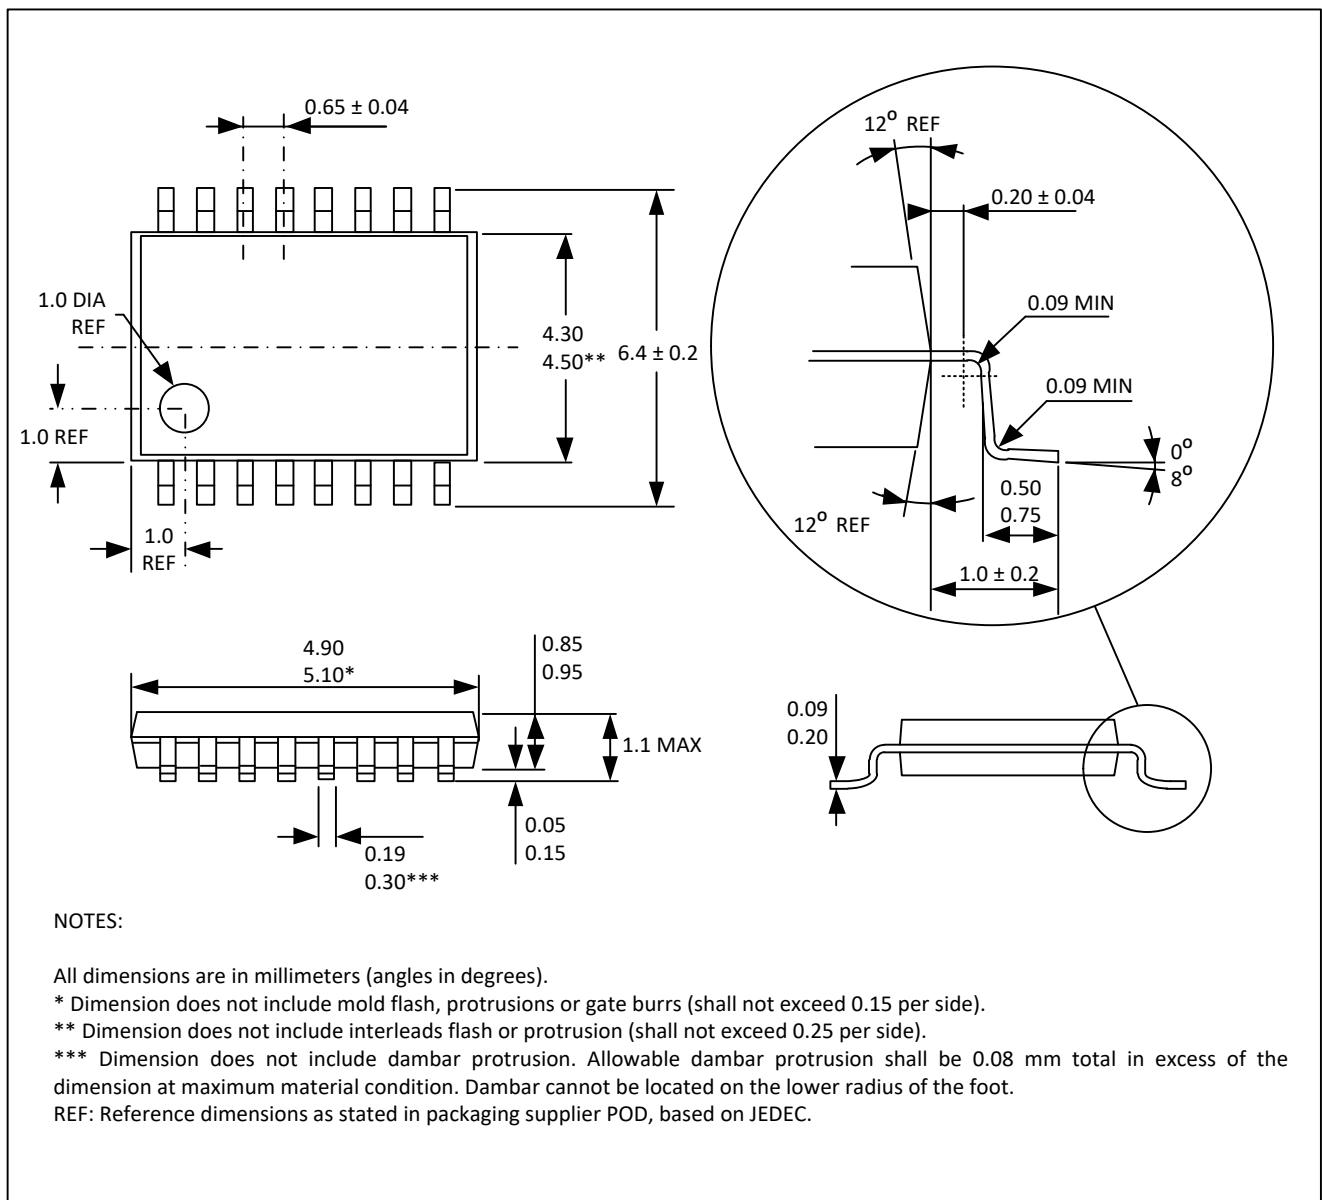 0.65 ± 0.04
12° REF
0.20 ± 0.04
1.0 DIA
REF
0.09 MIN
4.30
4.50**
6.4 ± 0.2
0.09 MIN
1.0 REF
0°
8°
0.50
0.75
12° REF
1.0
REF
1.0 ± 0.2
4.90
5.10*
0.85
0.95
0.09
0.20
1.1 MAX
0.05
0.15
0.19
0.30***
NOTES:
All dimensions are in millimeters (angles in degrees).
* Dimension does not include mold flash, protrusions or gate burrs (shall not exceed 0.15 per side).
** Dimension does not include interleads flash or protrusion (shall not exceed 0.25 per side).
*** Dimension does not include dambar protrusion. Allowable dambar protrusion shall be 0.08 mm total in excess of the
dimension at maximum material condition. Dambar cannot be located on the lower radius of the foot.
REF: Reference dimensions as stated in packaging supplier POD, based on JEDEC.